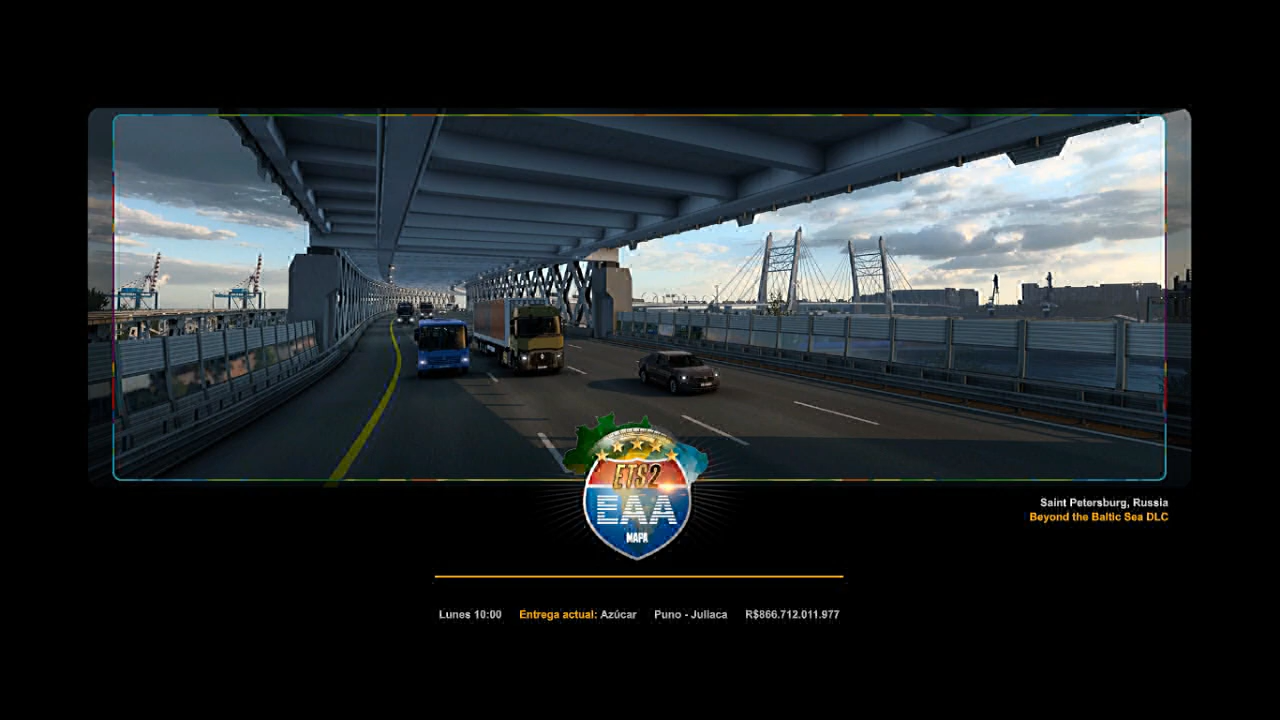 ETS2
EAA
MAPA
Saint Petersburg, Russia
Beyond the Baltic Sea DLC
Lunes 10:00 Entrega actual: Azúcar Puno - Juliaca R$866.712.011.977